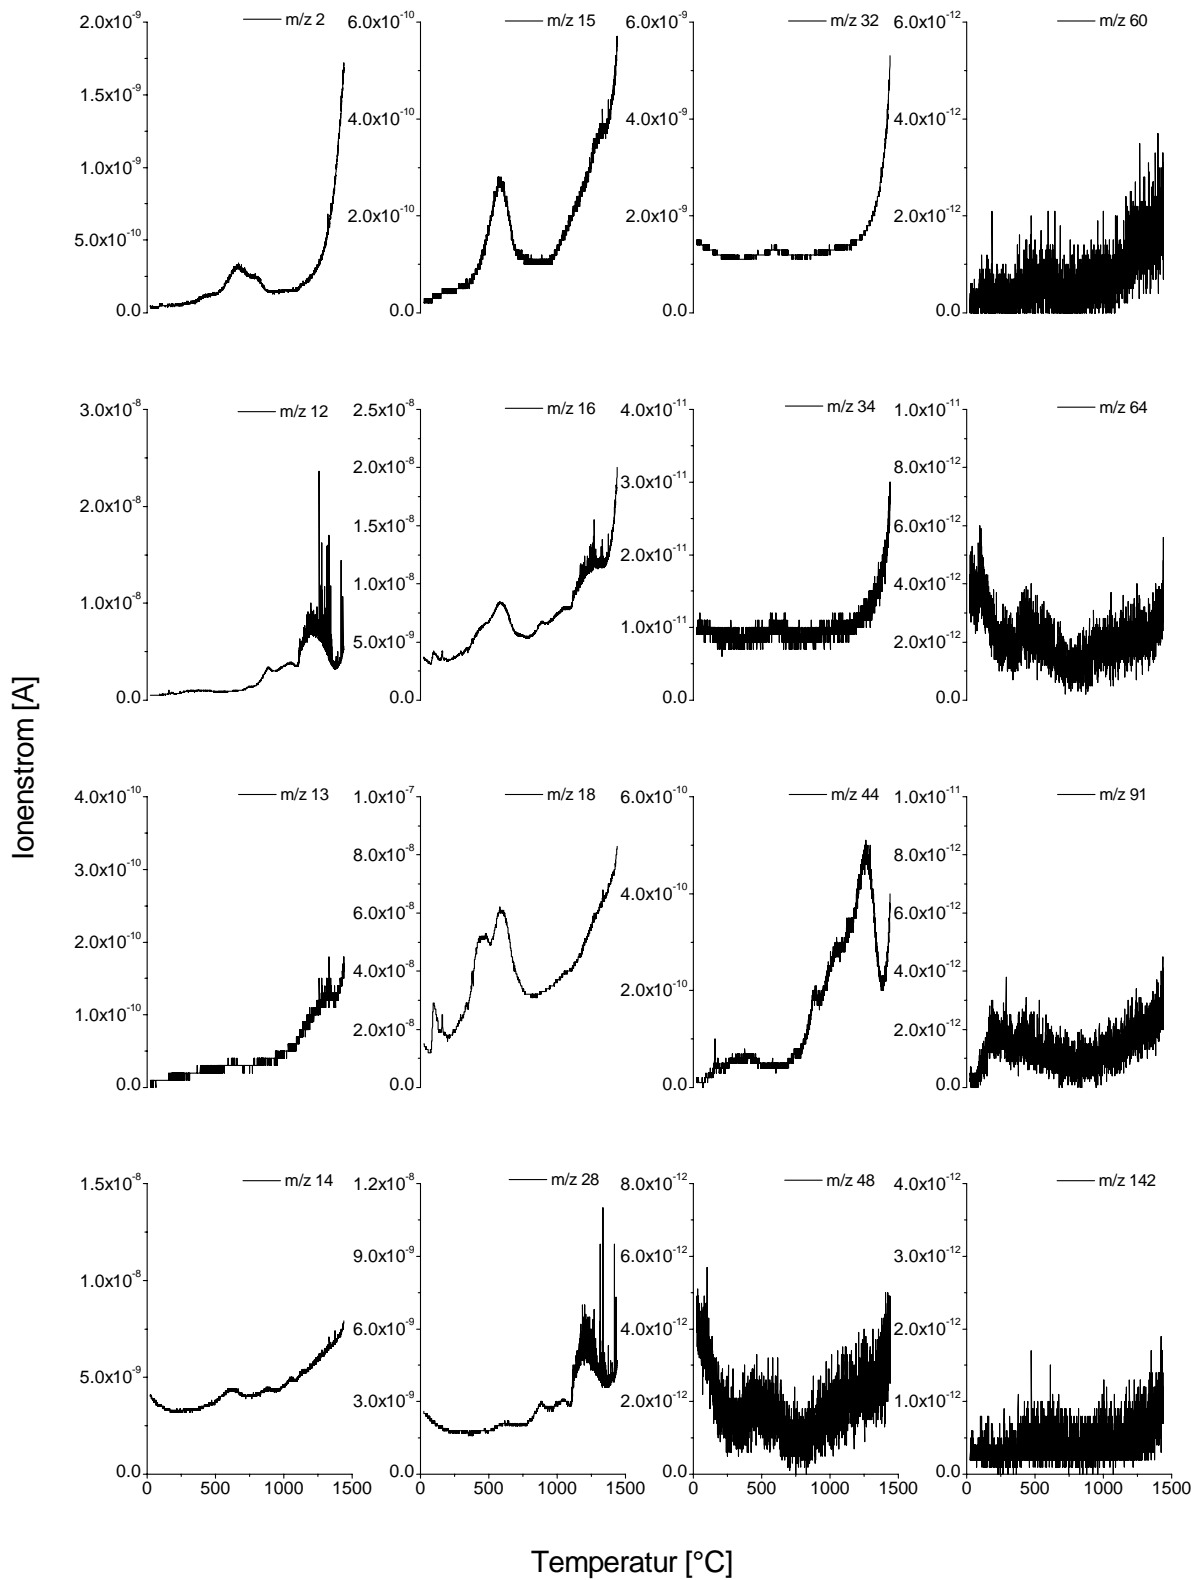 Ionenstrom [A]
m/z 2
2.0x10⁻⁹
1.5x10⁻⁹
1.0x10⁻⁹
5.0x10⁻¹⁰
0.0
m/z 15
6.0x10⁻¹⁰
4.0x10⁻¹⁰
2.0x10⁻¹⁰
0.0
m/z 32
6.0x10⁻⁹
4.0x10⁻⁹
2.0x10⁻⁹
0.0
m/z 60
6.0x10⁻¹²
4.0x10⁻¹²
2.0x10⁻¹²
0.0
m/z 12
3.0x10⁻⁸
2.0x10⁻⁸
1.0x10⁻⁸
0.0
m/z 16
2.5x10⁻⁸
2.0x10⁻⁸
1.5x10⁻⁸
1.0x10⁻⁸
5.0x10⁻⁹
0.0
m/z 34
4.0x10⁻¹¹
3.0x10⁻¹¹
2.0x10⁻¹¹
1.0x10⁻¹¹
0.0
m/z 64
1.0x10⁻¹¹
8.0x10⁻¹²
6.0x10⁻¹²
4.0x10⁻¹²
2.0x10⁻¹²
0.0
m/z 13
4.0x10⁻¹⁰
3.0x10⁻¹⁰
2.0x10⁻¹⁰
1.0x10⁻¹⁰
0.0
m/z 18
1.0x10⁻⁷
8.0x10⁻⁸
6.0x10⁻⁸
4.0x10⁻⁸
2.0x10⁻⁸
0.0
m/z 44
6.0x10⁻¹⁰
4.0x10⁻¹⁰
2.0x10⁻¹⁰
0.0
m/z 91
1.0x10⁻¹¹
8.0x10⁻¹²
6.0x10⁻¹²
4.0x10⁻¹²
2.0x10⁻¹²
0.0
m/z 14
1.5x10⁻⁸
1.0x10⁻⁸
5.0x10⁻⁹
0.0
0 500 1000 1500
m/z 28
1.2x10⁻⁸
9.0x10⁻⁹
6.0x10⁻⁹
3.0x10⁻⁹
0.0
0 500 1000 1500
m/z 48
8.0x10⁻¹²
6.0x10⁻¹²
4.0x10⁻¹²
2.0x10⁻¹²
0.0
0 500 1000 1500
m/z 142
4.0x10⁻¹²
3.0x10⁻¹²
2.0x10⁻¹²
1.0x10⁻¹²
0.0
0 500 1000 1500
Temperatur [°C]